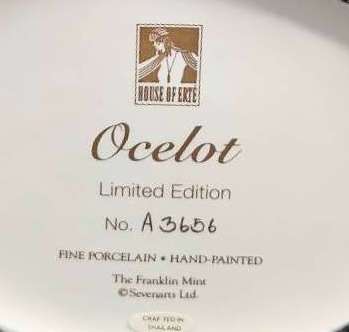 HOUSE OF ERTÉ
Ocelot
Limited Edition
No. A 3656
FINE PORCELAIN • HAND-PAINTED
The Franklin Mint
© Sevenarts Ltd.
CRAFTED IN
THAILAND